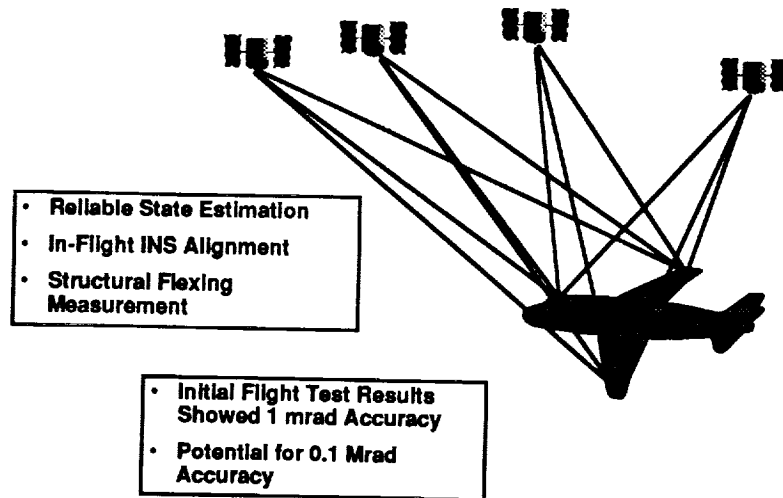 • Reliable State Estimation
• In-Flight INS Alignment
• Structural Flexing
Measurement
• Initial Flight Test Results
Showed 1 mrad Accuracy
• Potential for 0.1 Mrad
Accuracy